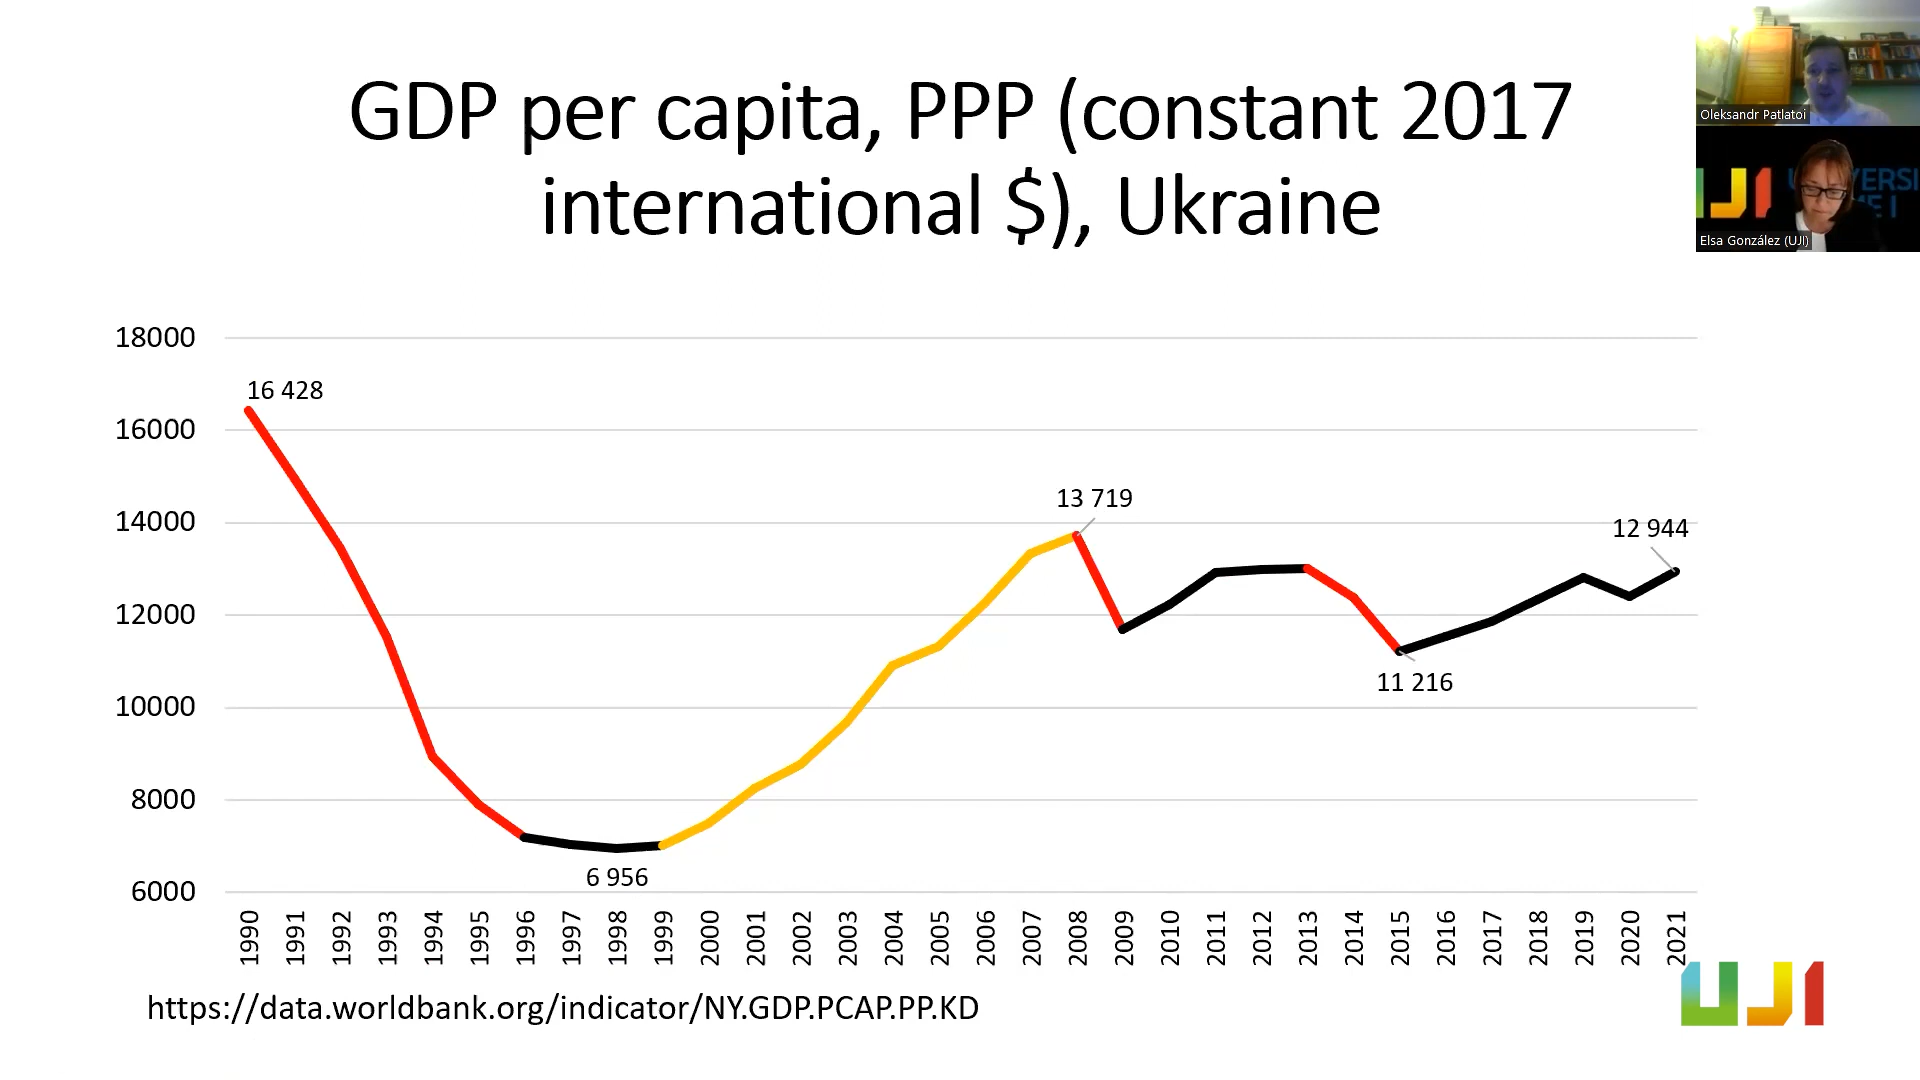 GDP per capita, PPP (constant 2017
international $), Ukraine
Oleksandr Patlatoi
UJI
Elsa González (UJI)
18000
16000
14000
12000
10000
8000
6000
16 428
13 719
12 944
11 216
6 956
1990 1991 1992 1993 1994 1995 1996 1997 1998 1999 2000 2001 2002 2003 2004 2005 2006 2007 2008 2009 2010 2011 2012 2013 2014 2015 2016 2017 2018 2019 2020 2021
https://data.worldbank.org/indicator/NY.GDP.PCAP.PP.KD
UJI